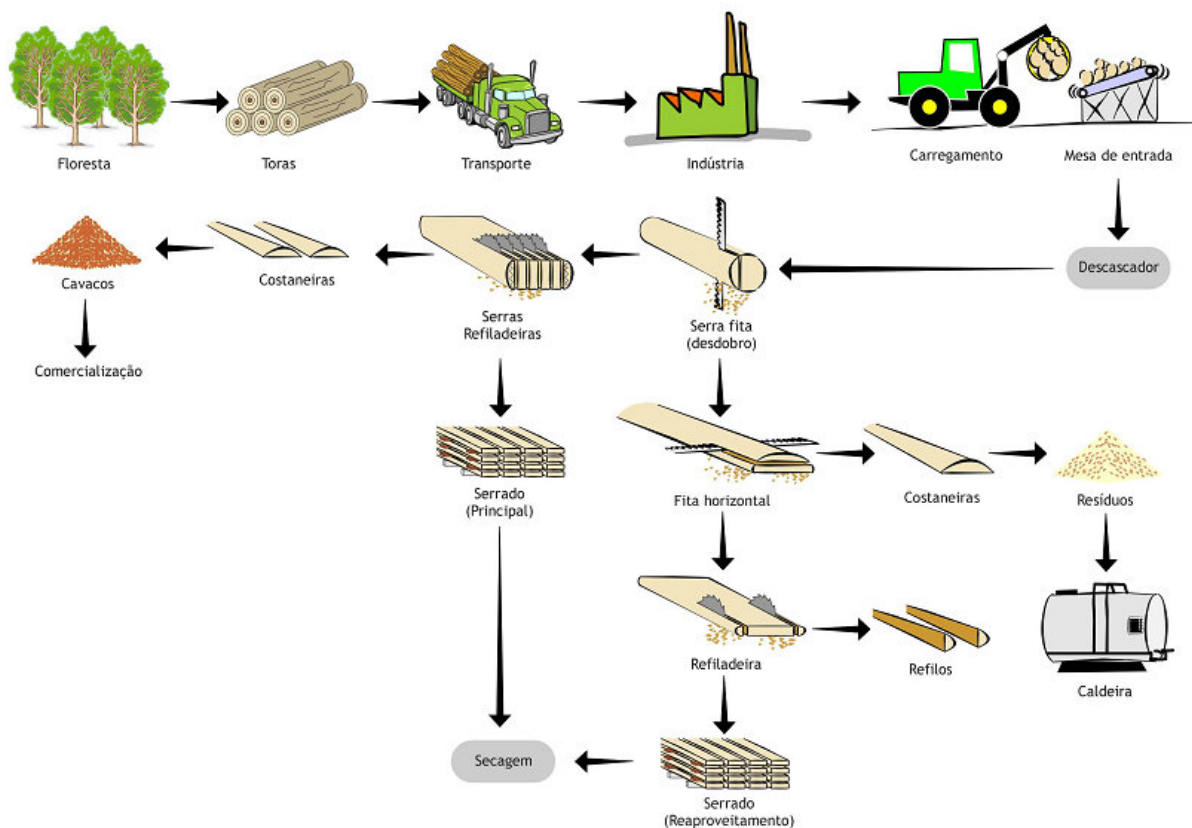 Floresta
Toras
Transporte
Indústria
Carregamento
Mesa de entrada
Cavacos
Costaneiras
Serras
Refiladeiras
Serra fita
(desdobro)
Descascador
Comercialização
Serrado
(Principal)
Fita horizontal
Costaneiras
Resíduos
Refiladeira
Refilos
Caldeira
Secagem
Serrado
(Reaproveitamento)